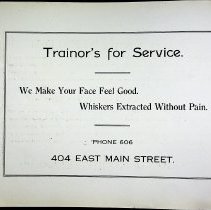 Trainor's for Service.
We Make Your Face Feel Good.
Whiskers Extracted Without Pain.
'PHONE 606
404 EAST MAIN STREET.